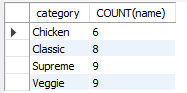 category COUNT(name)
Chicken 6
Classic 8
Supreme 9
Veggie 9